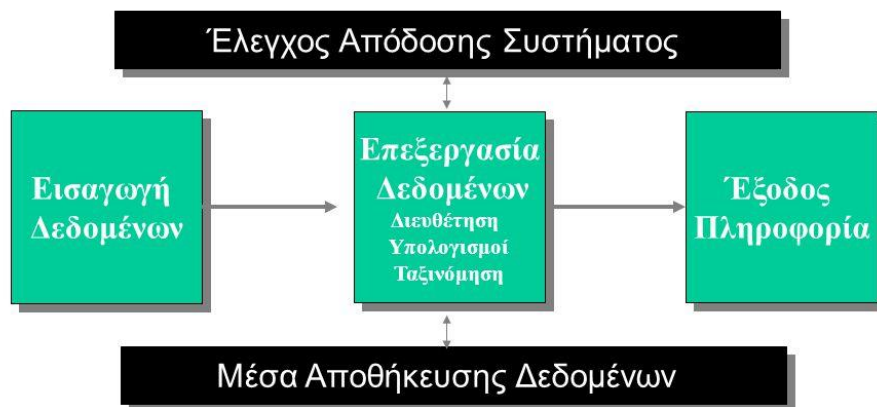 Έλεγχος Απόδοσης Συστήματος
Εισαγωγή
Δεδομένων
Επεξεργασία
Δεδομένων
Διευθέτηση
Υπολογισμοί
Ταξινόμηση
Έξοδος
Πληροφορία
Μέσα Αποθήκευσης Δεδομένων